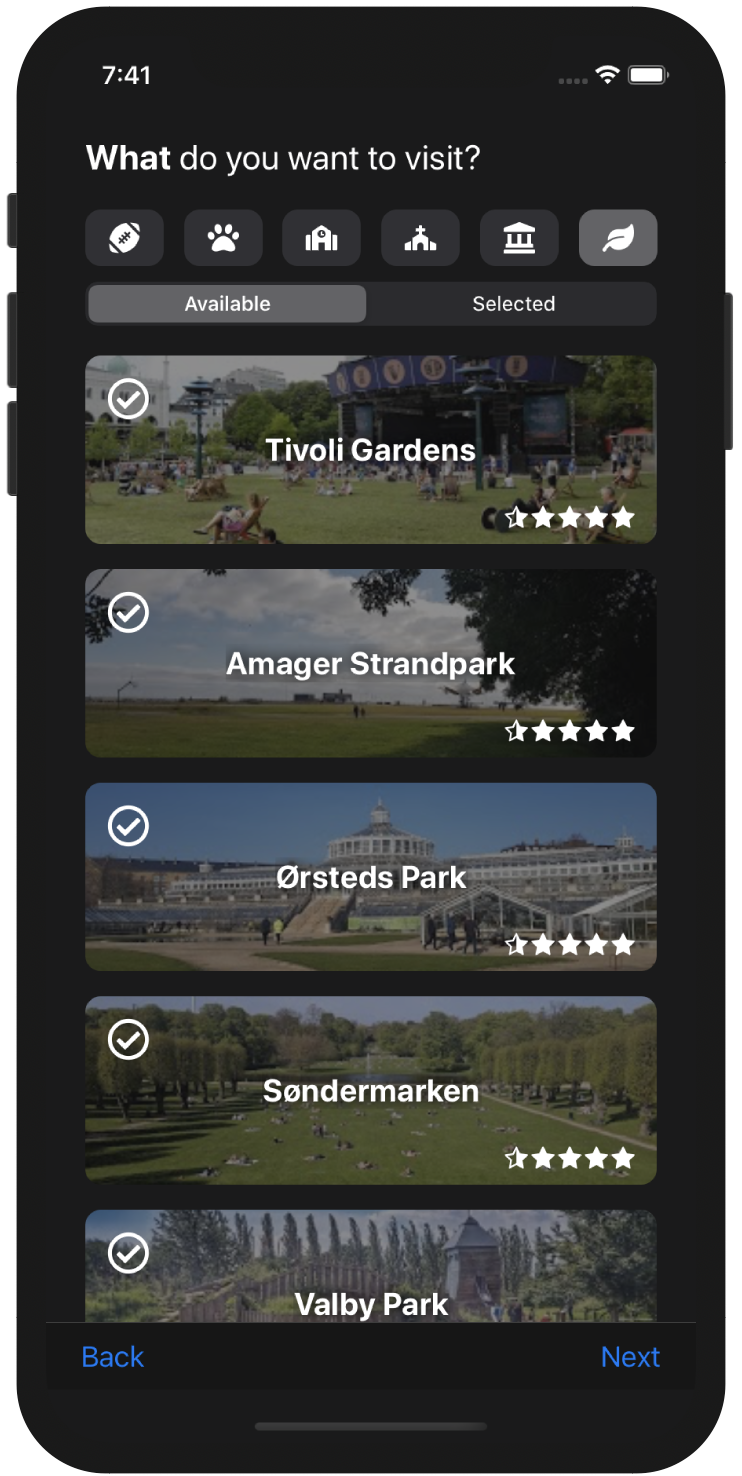 7:41
What do you want to visit?
Available
Selected
Tivoli Gardens
Amager Strandpark
Ørsteds Park
Søndermarken
Valby Park
Back
Next